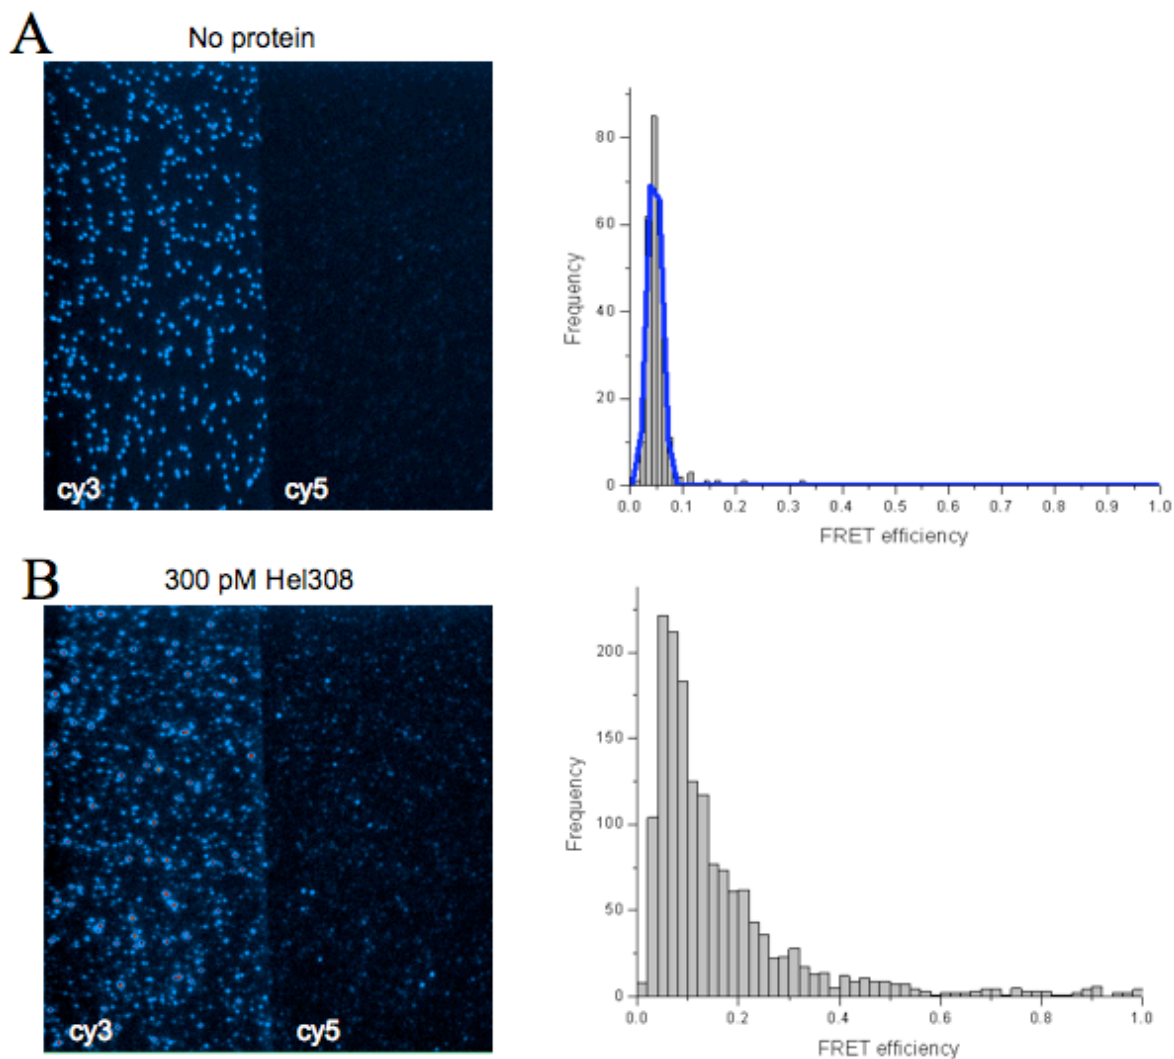 A
No protein
cy3
cy5
Frequency
80
60
40
20
0
0.0 0.1 0.2 0.3 0.4 0.5 0.6 0.7 0.8 0.9 1.0
FRET efficiency
B
300 pM Hel308
cy3
cy5
Frequency
200
150
100
50
0
0.0 0.2 0.4 0.6 0.8 1.0
FRET efficiency